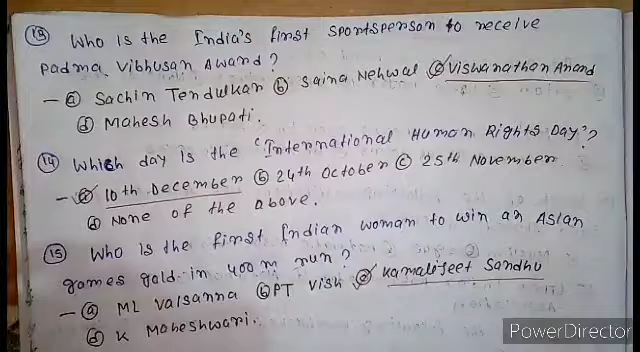 (13) Who is the India's first sportsperson to receive
Padma Vibhusan Award?
- (a) Sachin Tendulkar (b) Saina Nehwal (c) Viswanathan Anand
(d) Mahesh Bhupati.
(14) Which day is the 'International Human Rights Day'?
- (a) 10th December (b) 24th October (c) 25th November
(d) None of the above.
(15) Who is the first Indian woman to win an Asian
games gold in 400m run?
- (a) ML Valsanna (b) PT Vish (c) Kamaljeet Sandhu
(d) K Maheshwari.
PowerDirector